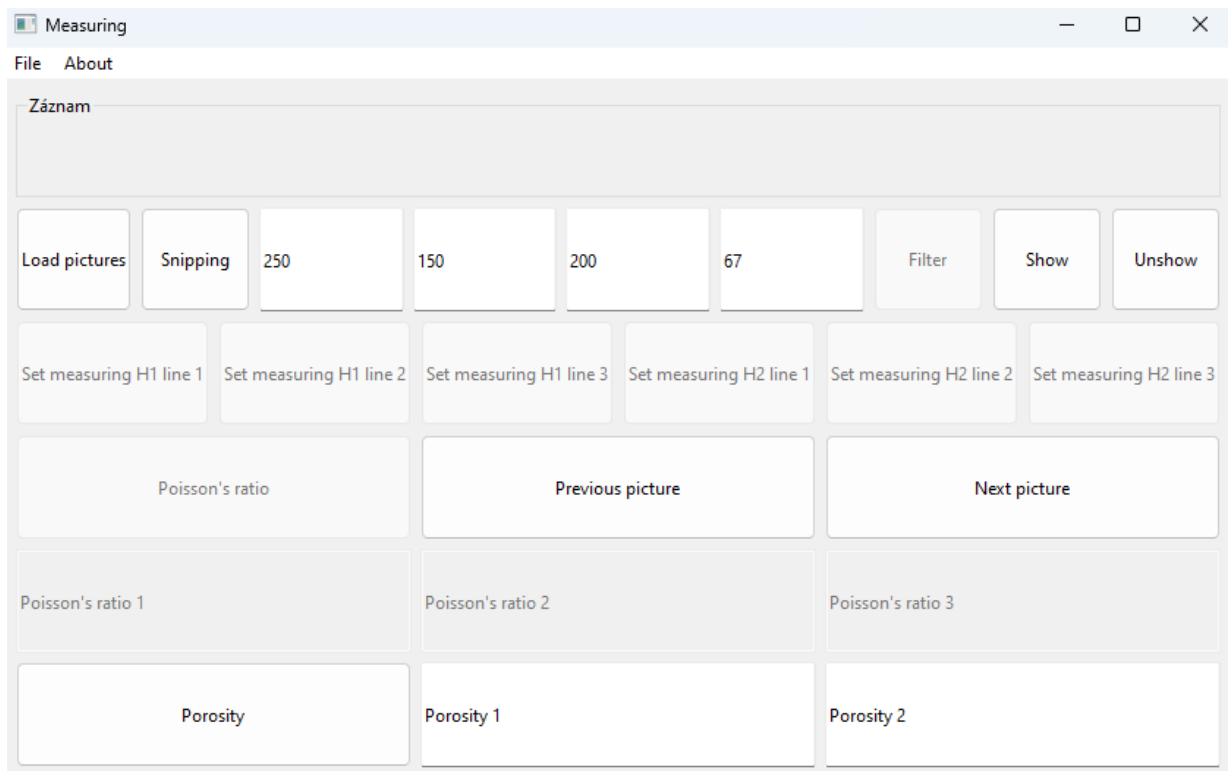 Measuring
File About
Záznam
Load pictures Snipping 250 150 200 67 Filter Show Unshow
Set measuring H1 line 1 Set measuring H1 line 2 Set measuring H1 line 3 Set measuring H2 line 1 Set measuring H2 line 2 Set measuring H2 line 3
Poisson's ratio Previous picture Next picture
Poisson's ratio 1 Poisson's ratio 2 Poisson's ratio 3
Porosity Porosity 1 Porosity 2